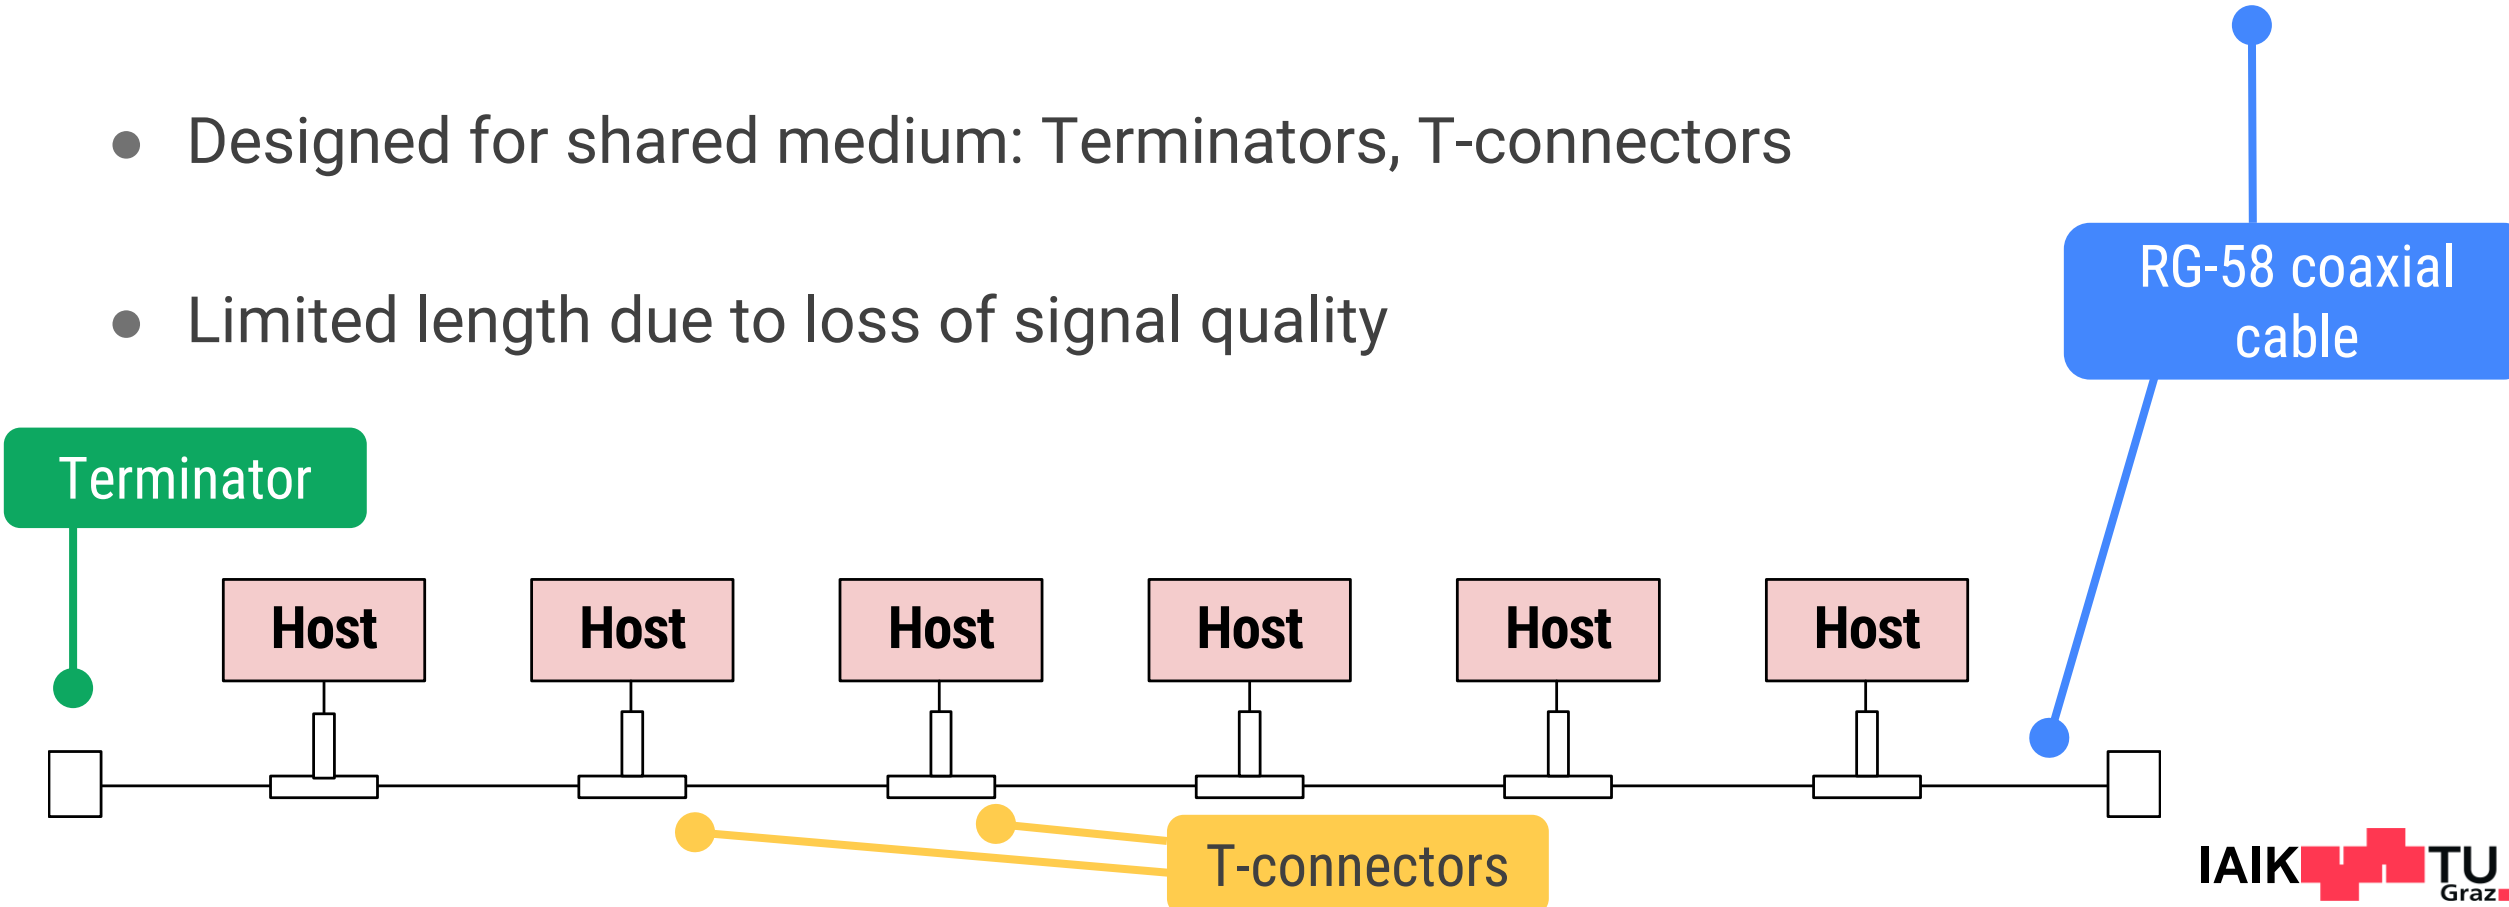 Designed for shared medium: Terminators, T-connectors
Limited length due to loss of signal quality
RG-58 coaxial
cable
Terminator
Host Host Host Host Host Host
T-connectors
IAIK TU
Graz